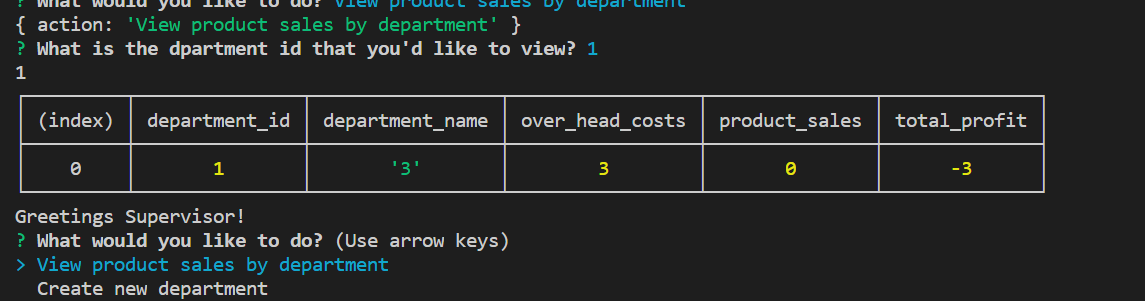 ? What would you like to do? View product sales by department
{ action: 'View product sales by department' }
? What is the dpartment id that you'd like to view? 1
1
(index) department_id department_name over_head_costs product_sales total_profit
0 1 '3' 3 0 -3
Greetings Supervisor!
? What would you like to do? (Use arrow keys)
> View product sales by department
Create new department